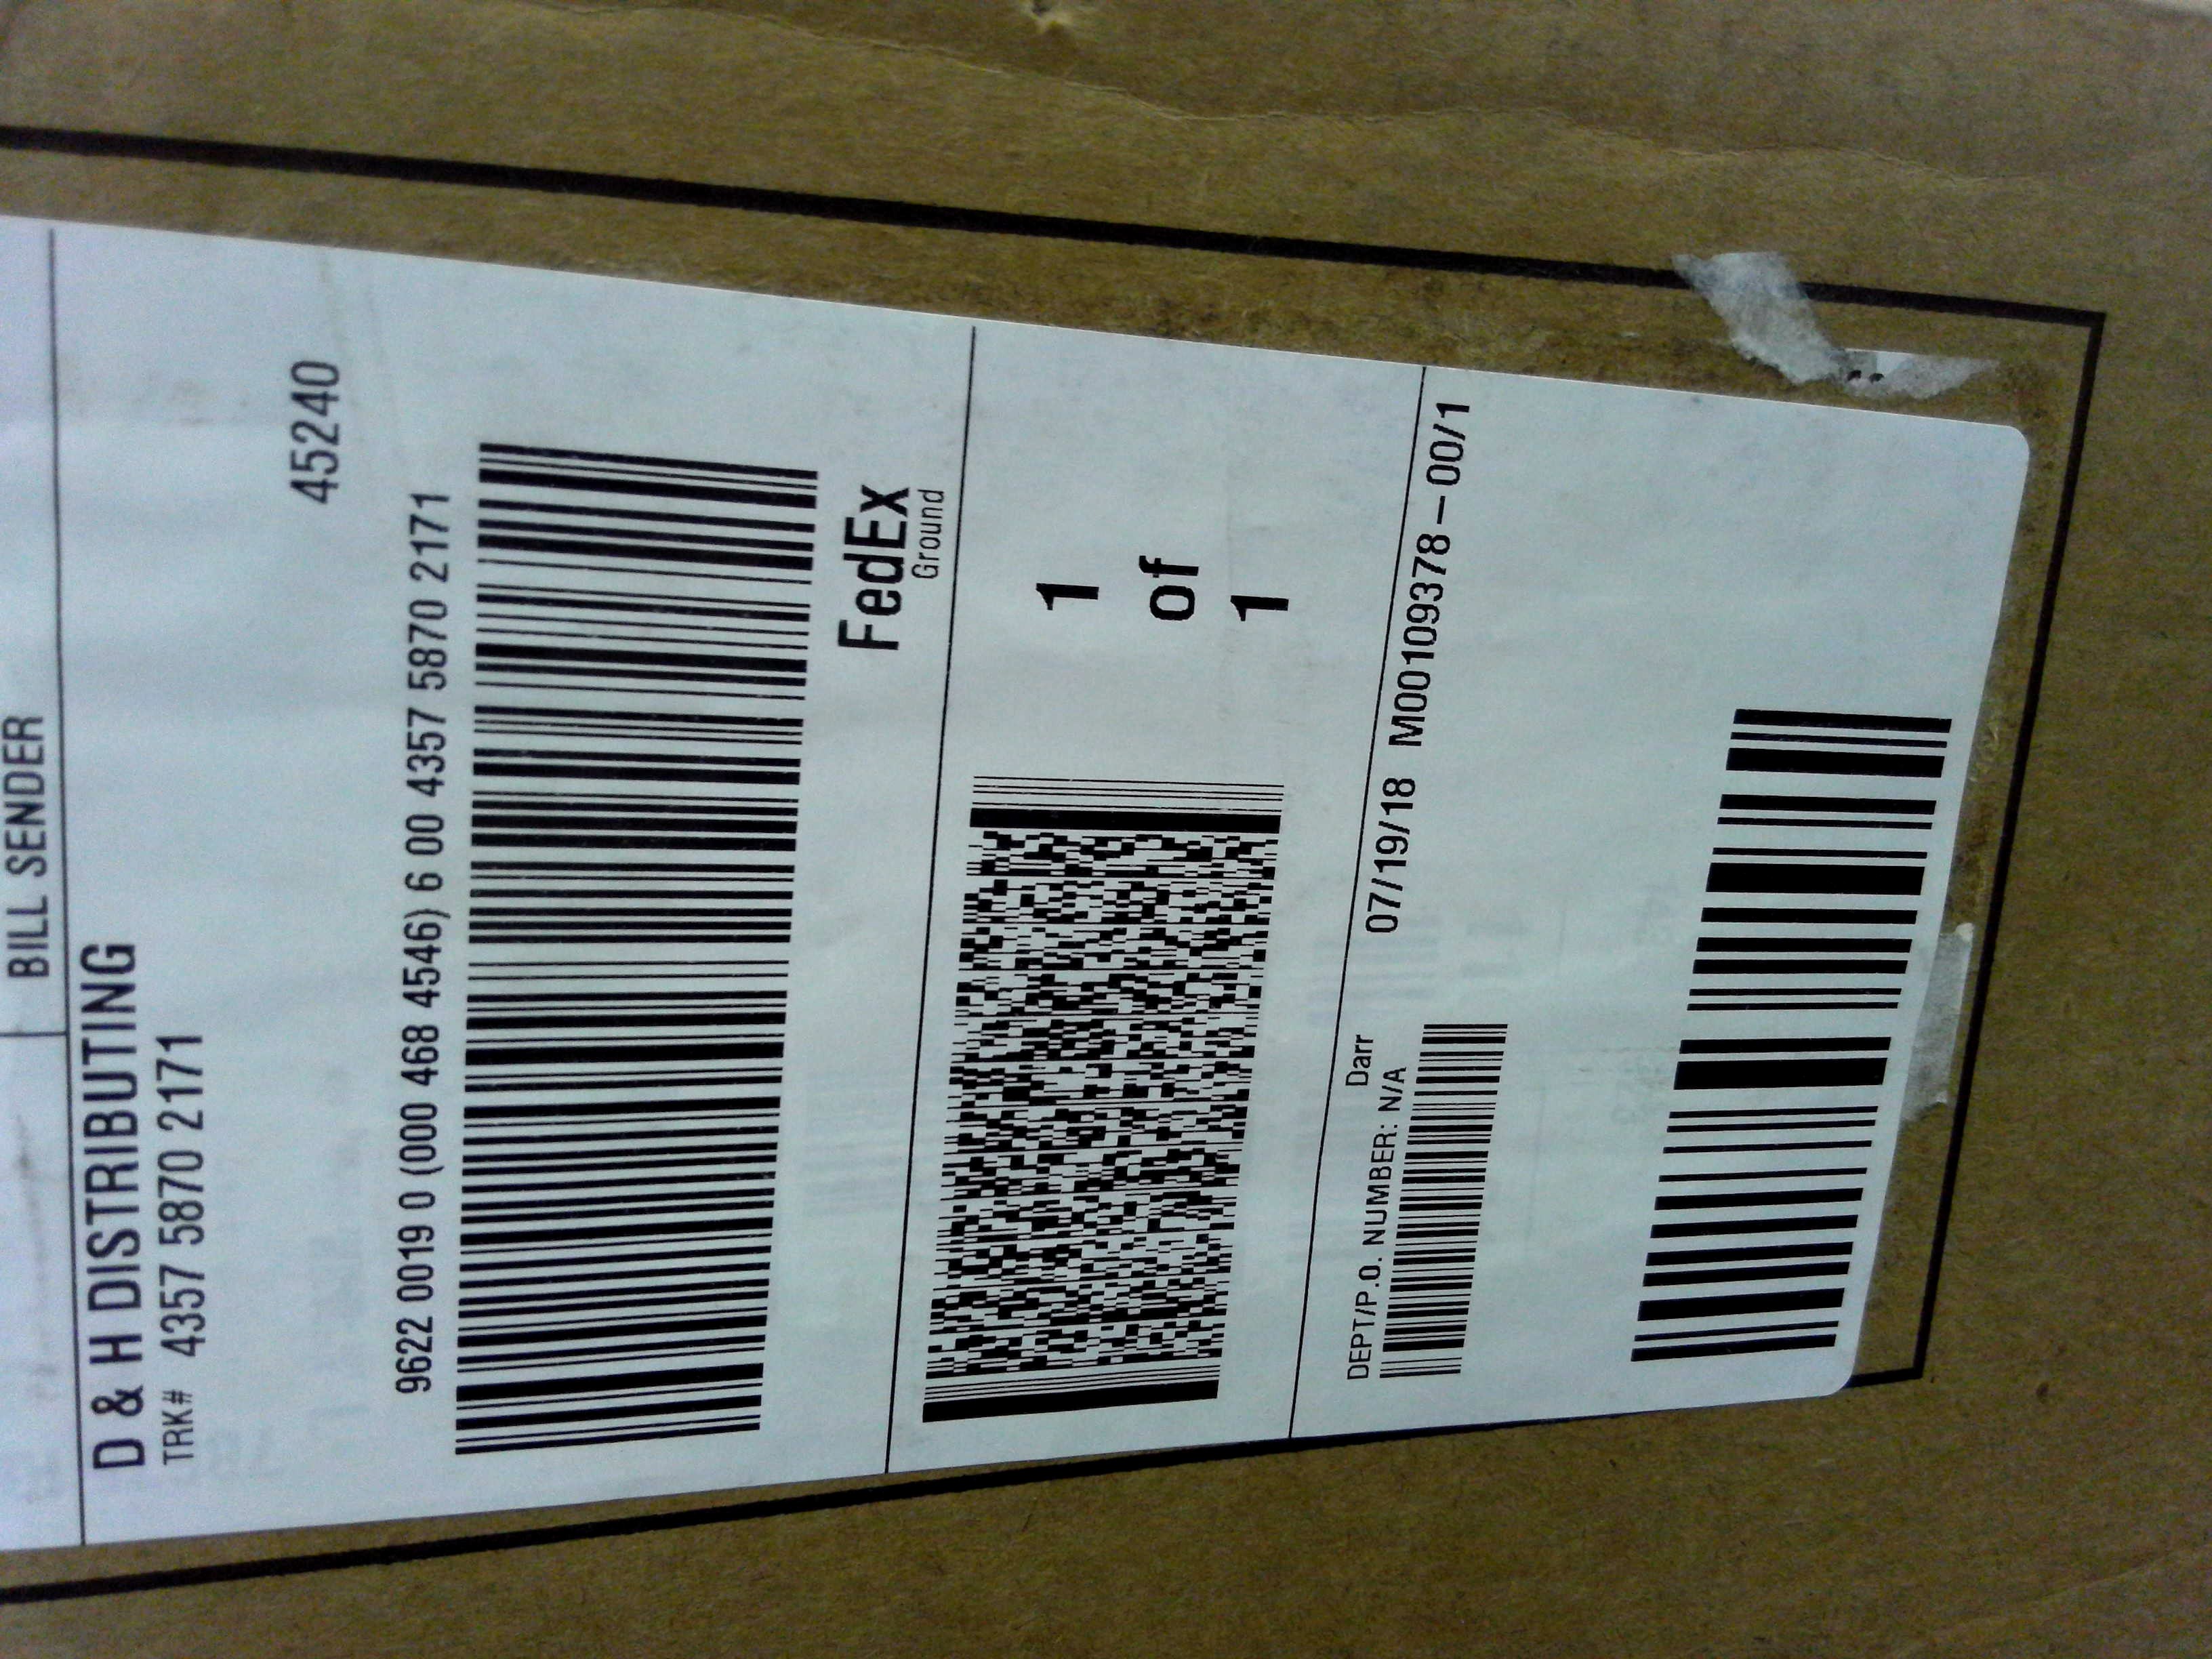 BILL SENDER
D & H DISTRIBUTING
TRK# 4357 5870 2171
45240
9622 0019 0 (000 468 4546) 6 00 4357 5870 2171
FedEx
Ground
1
of
1
Darr 07/19/18 M00109378-00/1
DEPT/P.O. NUMBER: N/A